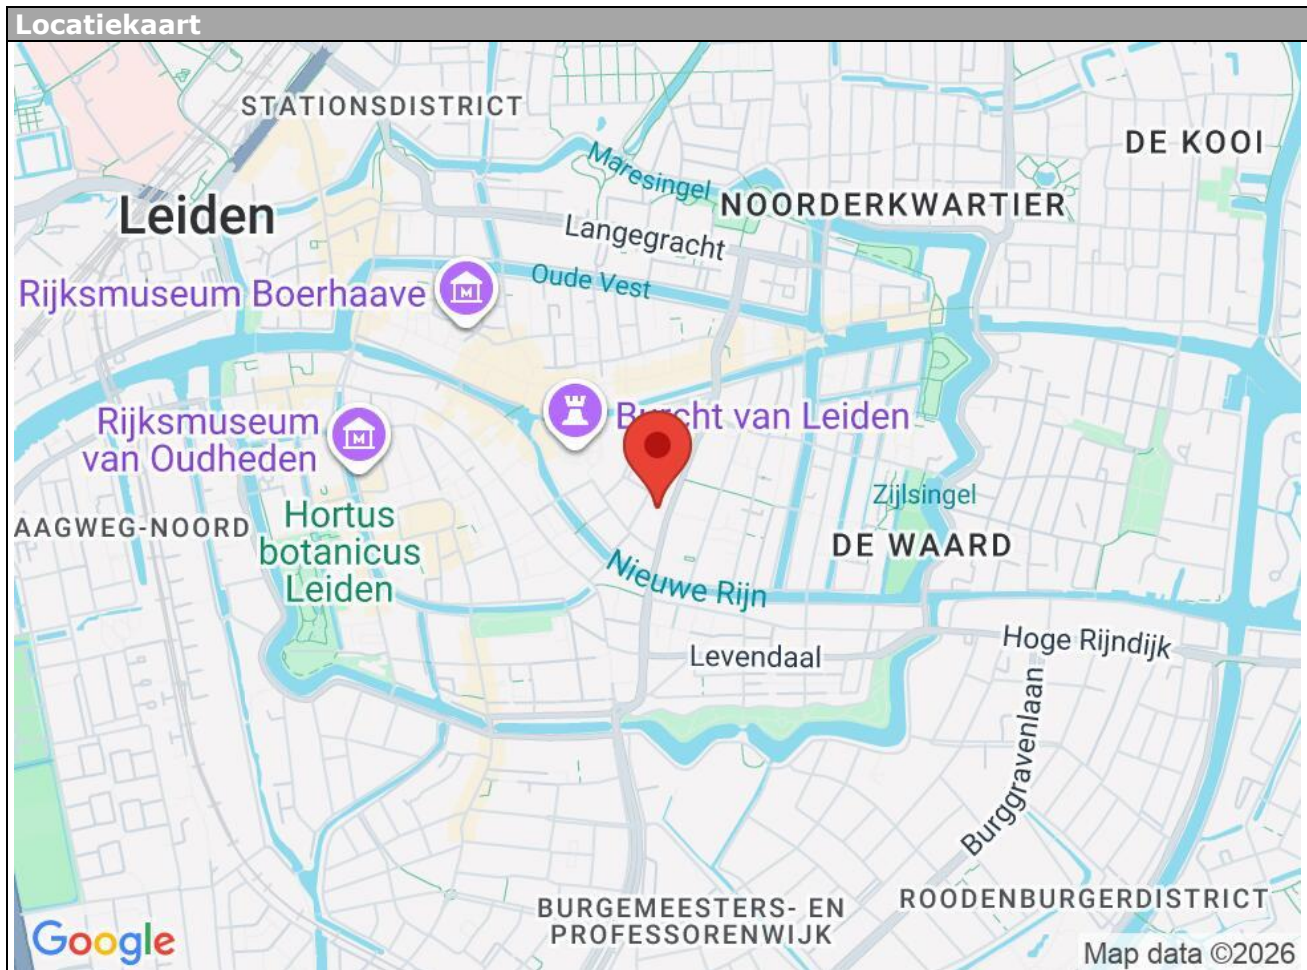 Locatiekaart
STATIONSDISTRICT
DE KOOI
Maresingel
NOORDERKWARTIER
Leiden
Langegracht
Oude Vest
Rijksmuseum Boerhaave
Burcht van Leiden
Rijksmuseum
van Oudheden
Zijlsingel
AAGWEG-NOORD
Hortus
botanicus
Leiden
DE WAARD
Nieuwe Rijn
Hoge Rijndijk
Levendaal
Burggravenlaan
ROODENBURGERDISTRICT
BURGEMEESTERS- EN
PROFESSORENWIJK
Google
Map data ©2026